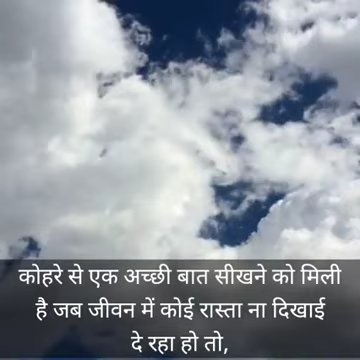 कोहरे से एक अच्छी बात सीखने को मिली
है जब जीवन में कोई रास्ता ना दिखाई
दे रहा हो तो,